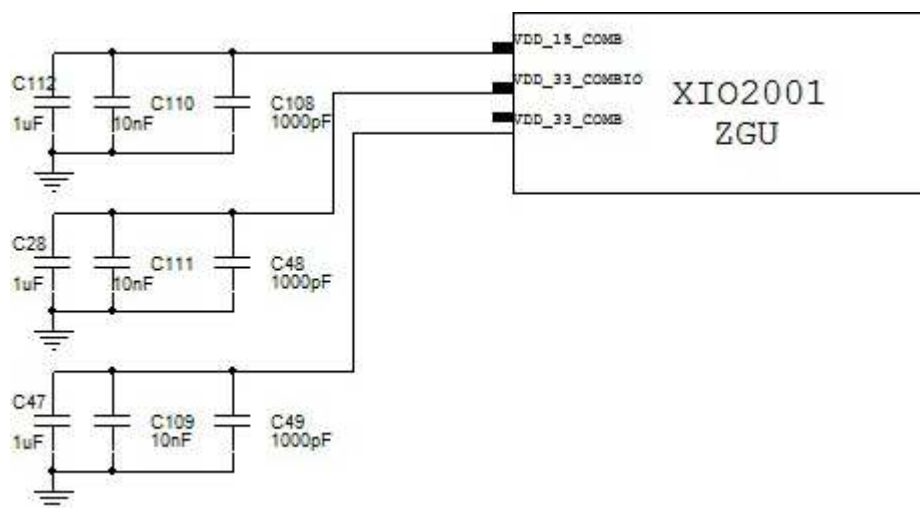 VDD_15_COMB
VDD_33_COMBIO
VDD_33_COMB
XIO2001
ZGU
C112
1uF
C110
10nF
C108
1000pF
C28
1uF
C111
10nF
C48
1000pF
C47
1uF
C109
10nF
C49
1000pF